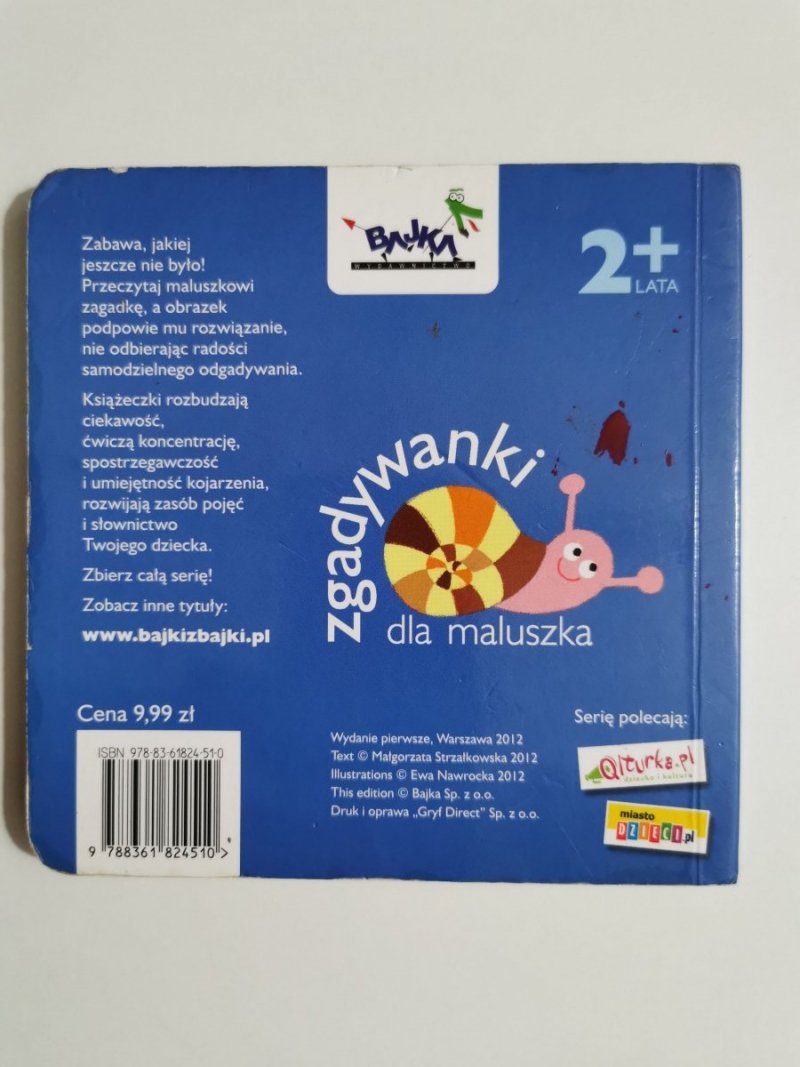 BAJKA
WYDAWNICTWO
2+
LATA
Zabawa, jakiej
jeszcze nie było!
Przeczytaj maluszkowi
zagadkę, a obrazek
podpowie mu rozwiązanie,
nie odbierając radości
samodzielnego odgadywania.
Książeczki rozbudzają
ciekawość,
ćwiczą koncentrację,
spostrzegawczość
i umiejętność kojarzenia,
rozwijają zasób pojęć
i słownictwo
Twojego dziecka.
Zbierz całą serię!
Zobacz inne tytuły:
www.bajkizbajki.pl
zgadywanki
dla maluszka
Cena 9,99 zł
ISBN 978-83-61824-51-0
9 788361 824510 >
Wydanie pierwsze, Warszawa 2012
Text © Małgorzata Strzałkowska 2012
Illustrations © Ewa Nawrocka 2012
This edition © Bajka Sp. z o.o.
Druk i oprawa „Gryf Direct" Sp. z o.o.
Serię polecają:
Qlturka.pl
dziecko i kultura
miasto
DZIECI.pl